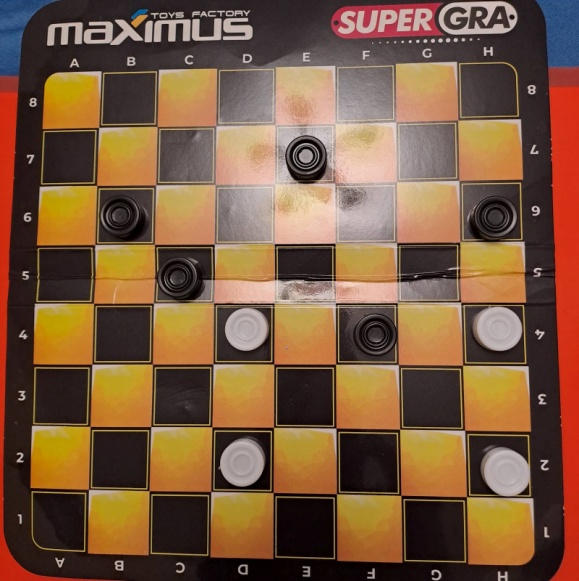 TOYS FACTORY
maxımus
SUPER GRA
A B C D E F G H
8 8
7 7
6 6
5 5
4 4
3 3
2 2
1 1
A B C D E F G H